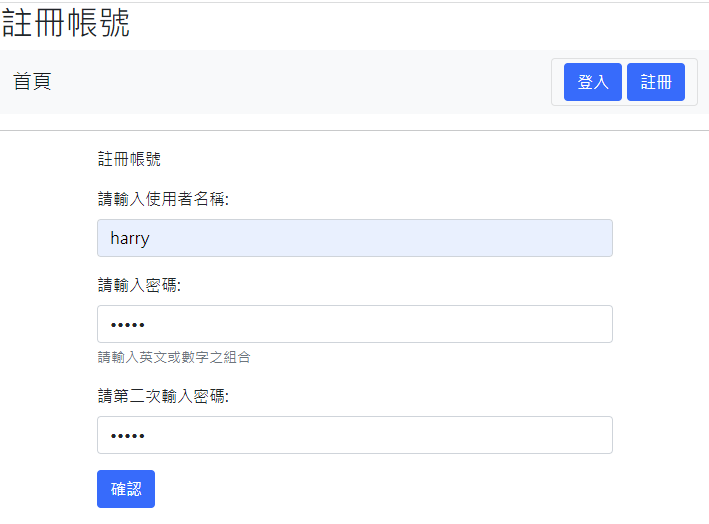 註冊帳號
首頁
登入 註冊
註冊帳號
請輸入使用者名稱:
harry
請輸入密碼:
•••••
請輸入英文或數字之組合
請第二次輸入密碼:
•••••
確認